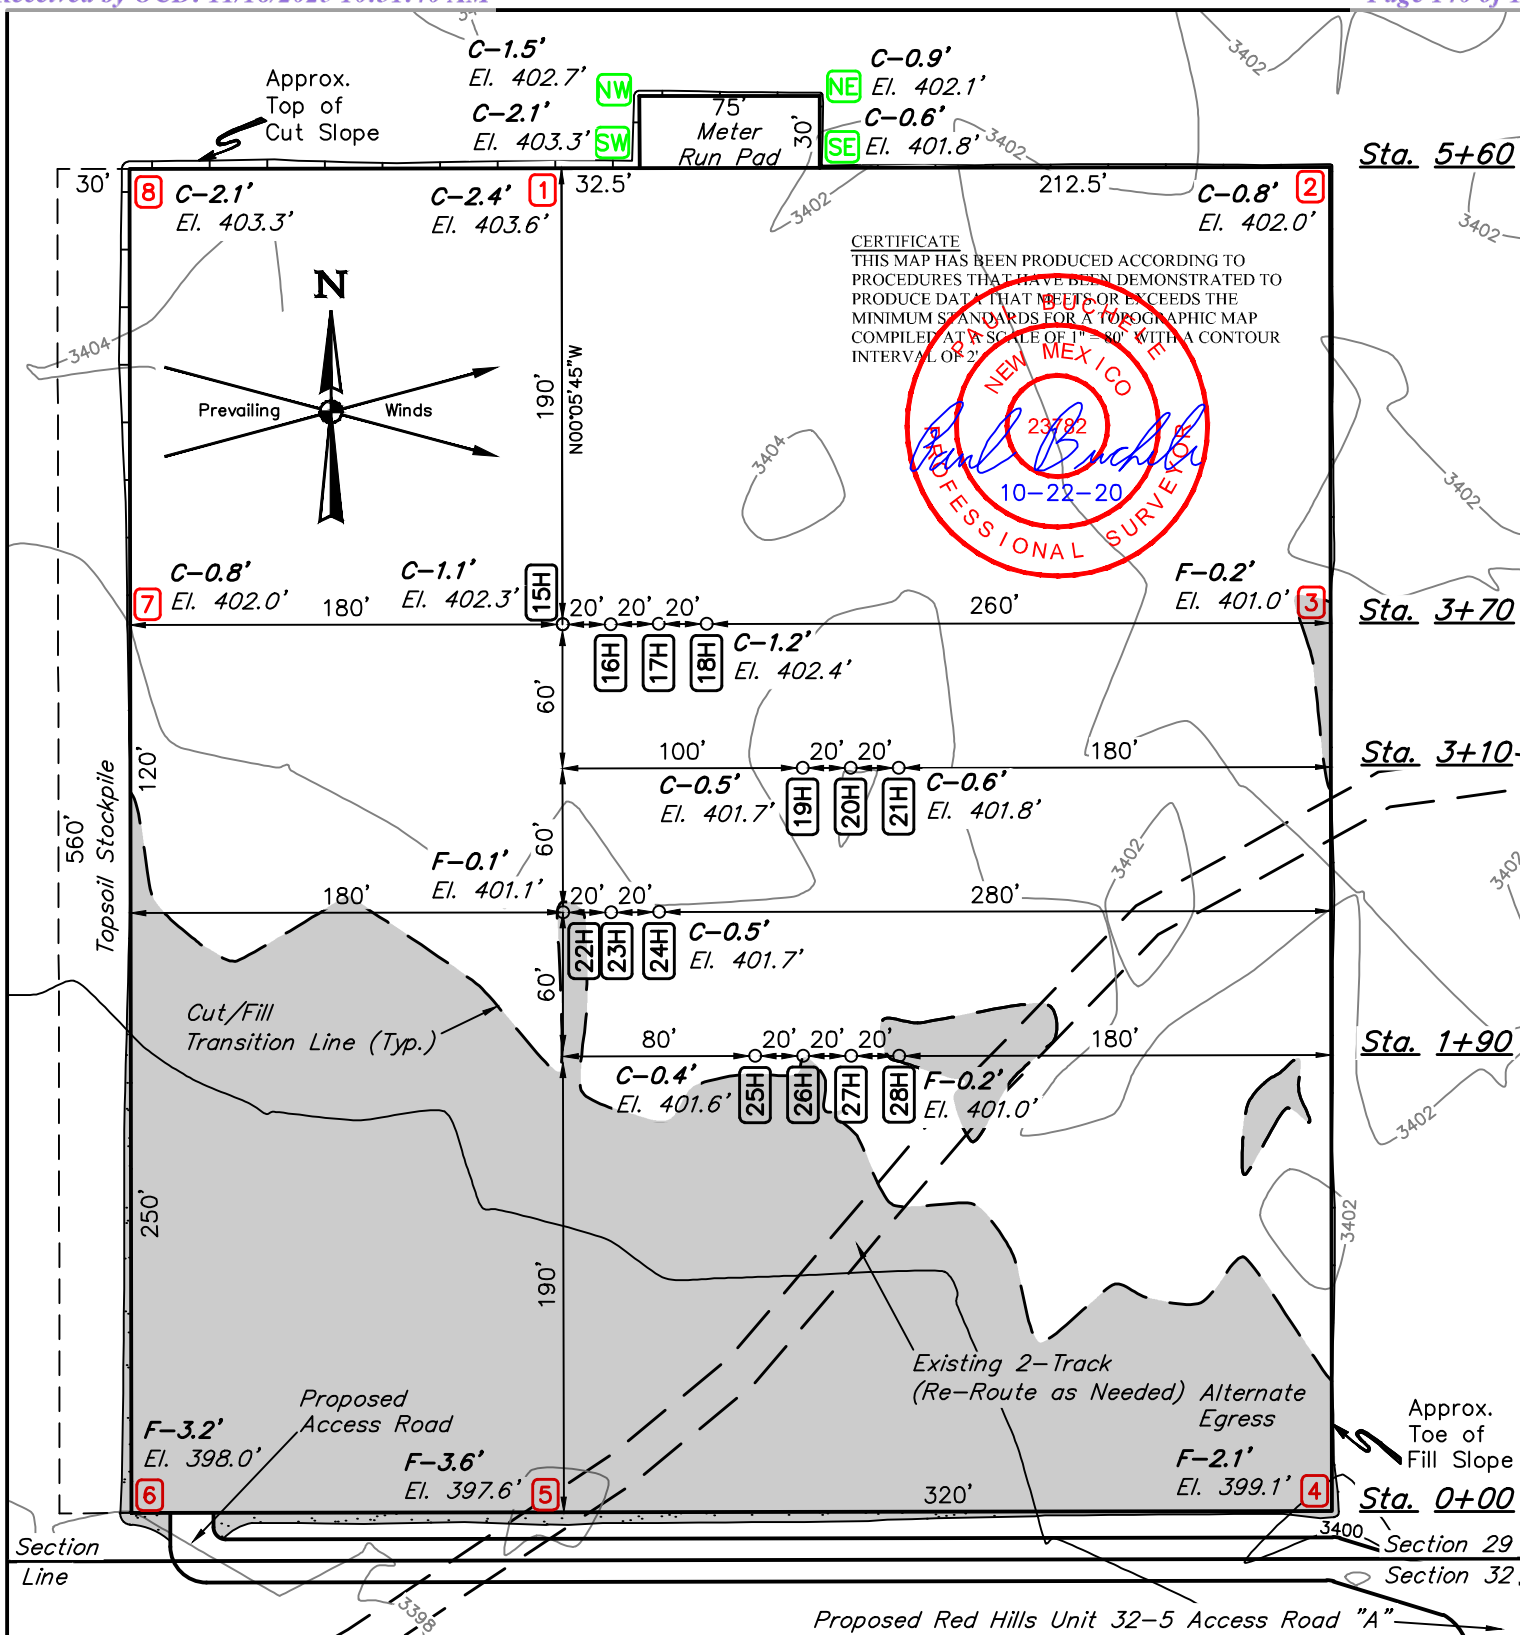 C-1.5'
El. 402.7'
NW
C-2.1'
El. 403.3'
SW
C-0.9'
El. 402.1'
NE
C-0.6'
El. 401.8'
SE
75'
Meter
Run Pad
30'
Approx.
Top of
Cut Slope
3402
3402
3402
3402
Sta. 5+60
30'
8
C-2.1'
El. 403.3'
C-2.4'
El. 403.6'
1
32.5'
212.5'
C-0.8'
El. 402.0'
2
CERTIFICATE
THIS MAP HAS BEEN PRODUCED ACCORDING TO
PROCEDURES THAT HAVE BEEN DEMONSTRATED TO
PRODUCE DATA THAT MEETS OR EXCEEDS THE
MINIMUM STANDARDS FOR A TOPOGRAPHIC MAP
COMPILED AT A SCALE OF 1" = 80' WITH A CONTOUR
INTERVAL OF 2'.
PAUL BUCHELE
NEW MEXICO
23782
PROFESSIONAL SURVEYOR
Paul Buchele
10-22-20
N
Prevailing Winds
3404
3404
3402
190'
N00°05'45"W
7
C-0.8'
El. 402.0'
180'
C-1.1'
El. 402.3'
15H
20' 20' 20'
16H
17H
18H
C-1.2'
El. 402.4'
260'
F-0.2'
El. 401.0'
3
Sta. 3+70
60'
100'
20' 20'
180'
C-0.5'
El. 401.7'
19H
20H
21H
C-0.6'
El. 401.8'
Sta. 3+10
120'
560'
Topsoil Stockpile
60'
F-0.1'
El. 401.1'
180'
20' 20'
280'
22H
23H
24H
C-0.5'
El. 401.7'
3402
3402
60'
Cut/Fill
Transition Line (Typ.)
80'
20' 20' 20'
180'
C-0.4'
El. 401.6'
25H
26H
27H
28H
F-0.2'
El. 401.0'
Sta. 1+90
3402
3402
250'
190'
Existing 2-Track
(Re-Route as Needed)
Alternate
Egress
Proposed
Access Road
Approx.
Toe of
Fill Slope
F-3.2'
El. 398.0'
6
F-3.6'
El. 397.6'
5
320'
F-2.1'
El. 399.1'
4
Sta. 0+00
3400
Section
Line
Section 29
Section 32
3398
Proposed Red Hills Unit 32-5 Access Road "A"